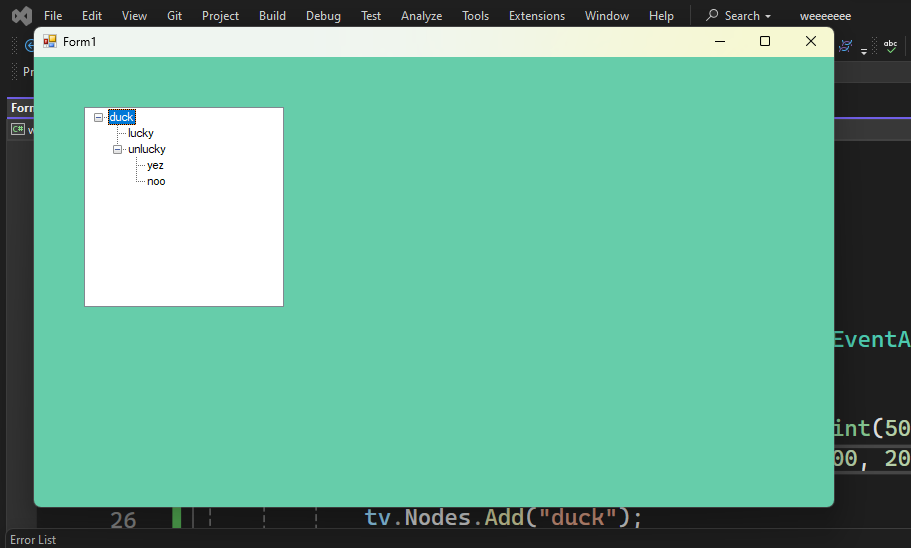 File Edit View Git Project Build Debug Test Analyze Tools Extensions Window Help Search weeeeeee
Form1
abc
Pr
Form
C# w
duck
lucky
unlucky
yez
noo
EventA
int(50
00, 20
26 tv.Nodes.Add("duck");
Error List